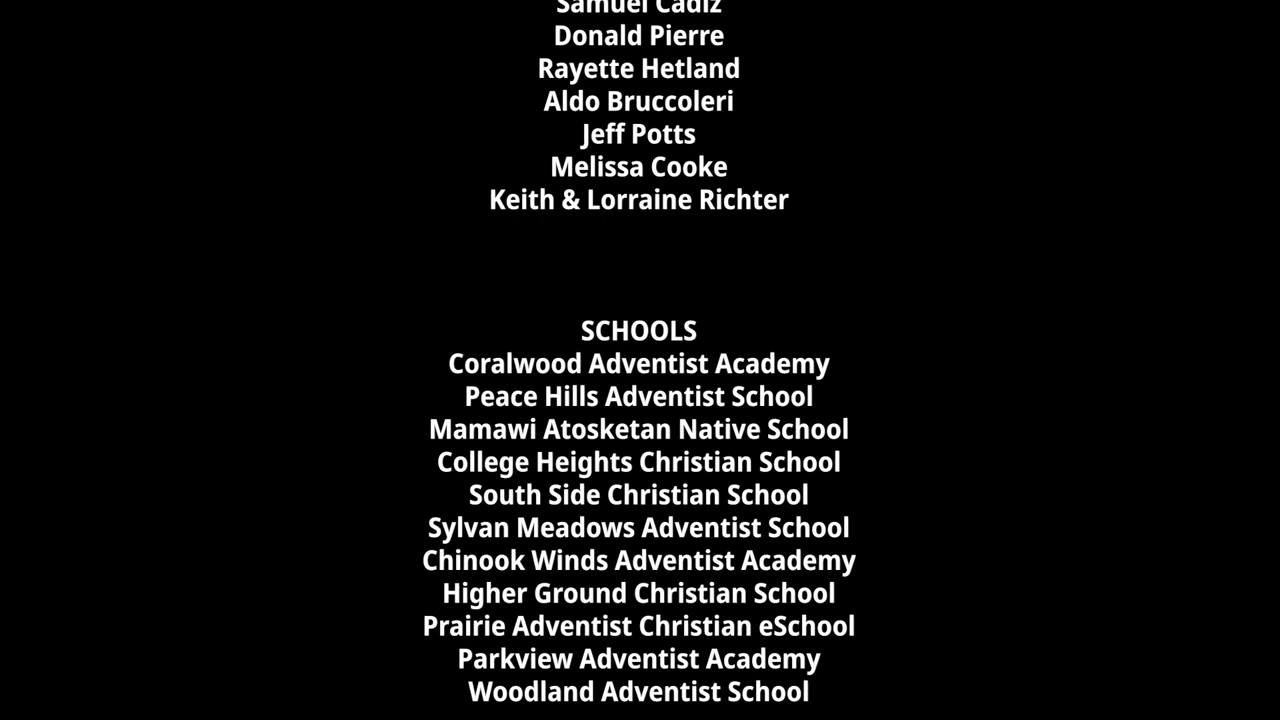 Samuel Cadiz
Donald Pierre
Rayette Hetland
Aldo Bruccoleri
Jeff Potts
Melissa Cooke
Keith & Lorraine Richter
SCHOOLS
Coralwood Adventist Academy
Peace Hills Adventist School
Mamawi Atosketan Native School
College Heights Christian School
South Side Christian School
Sylvan Meadows Adventist School
Chinook Winds Adventist Academy
Higher Ground Christian School
Prairie Adventist Christian eSchool
Parkview Adventist Academy
Woodland Adventist School